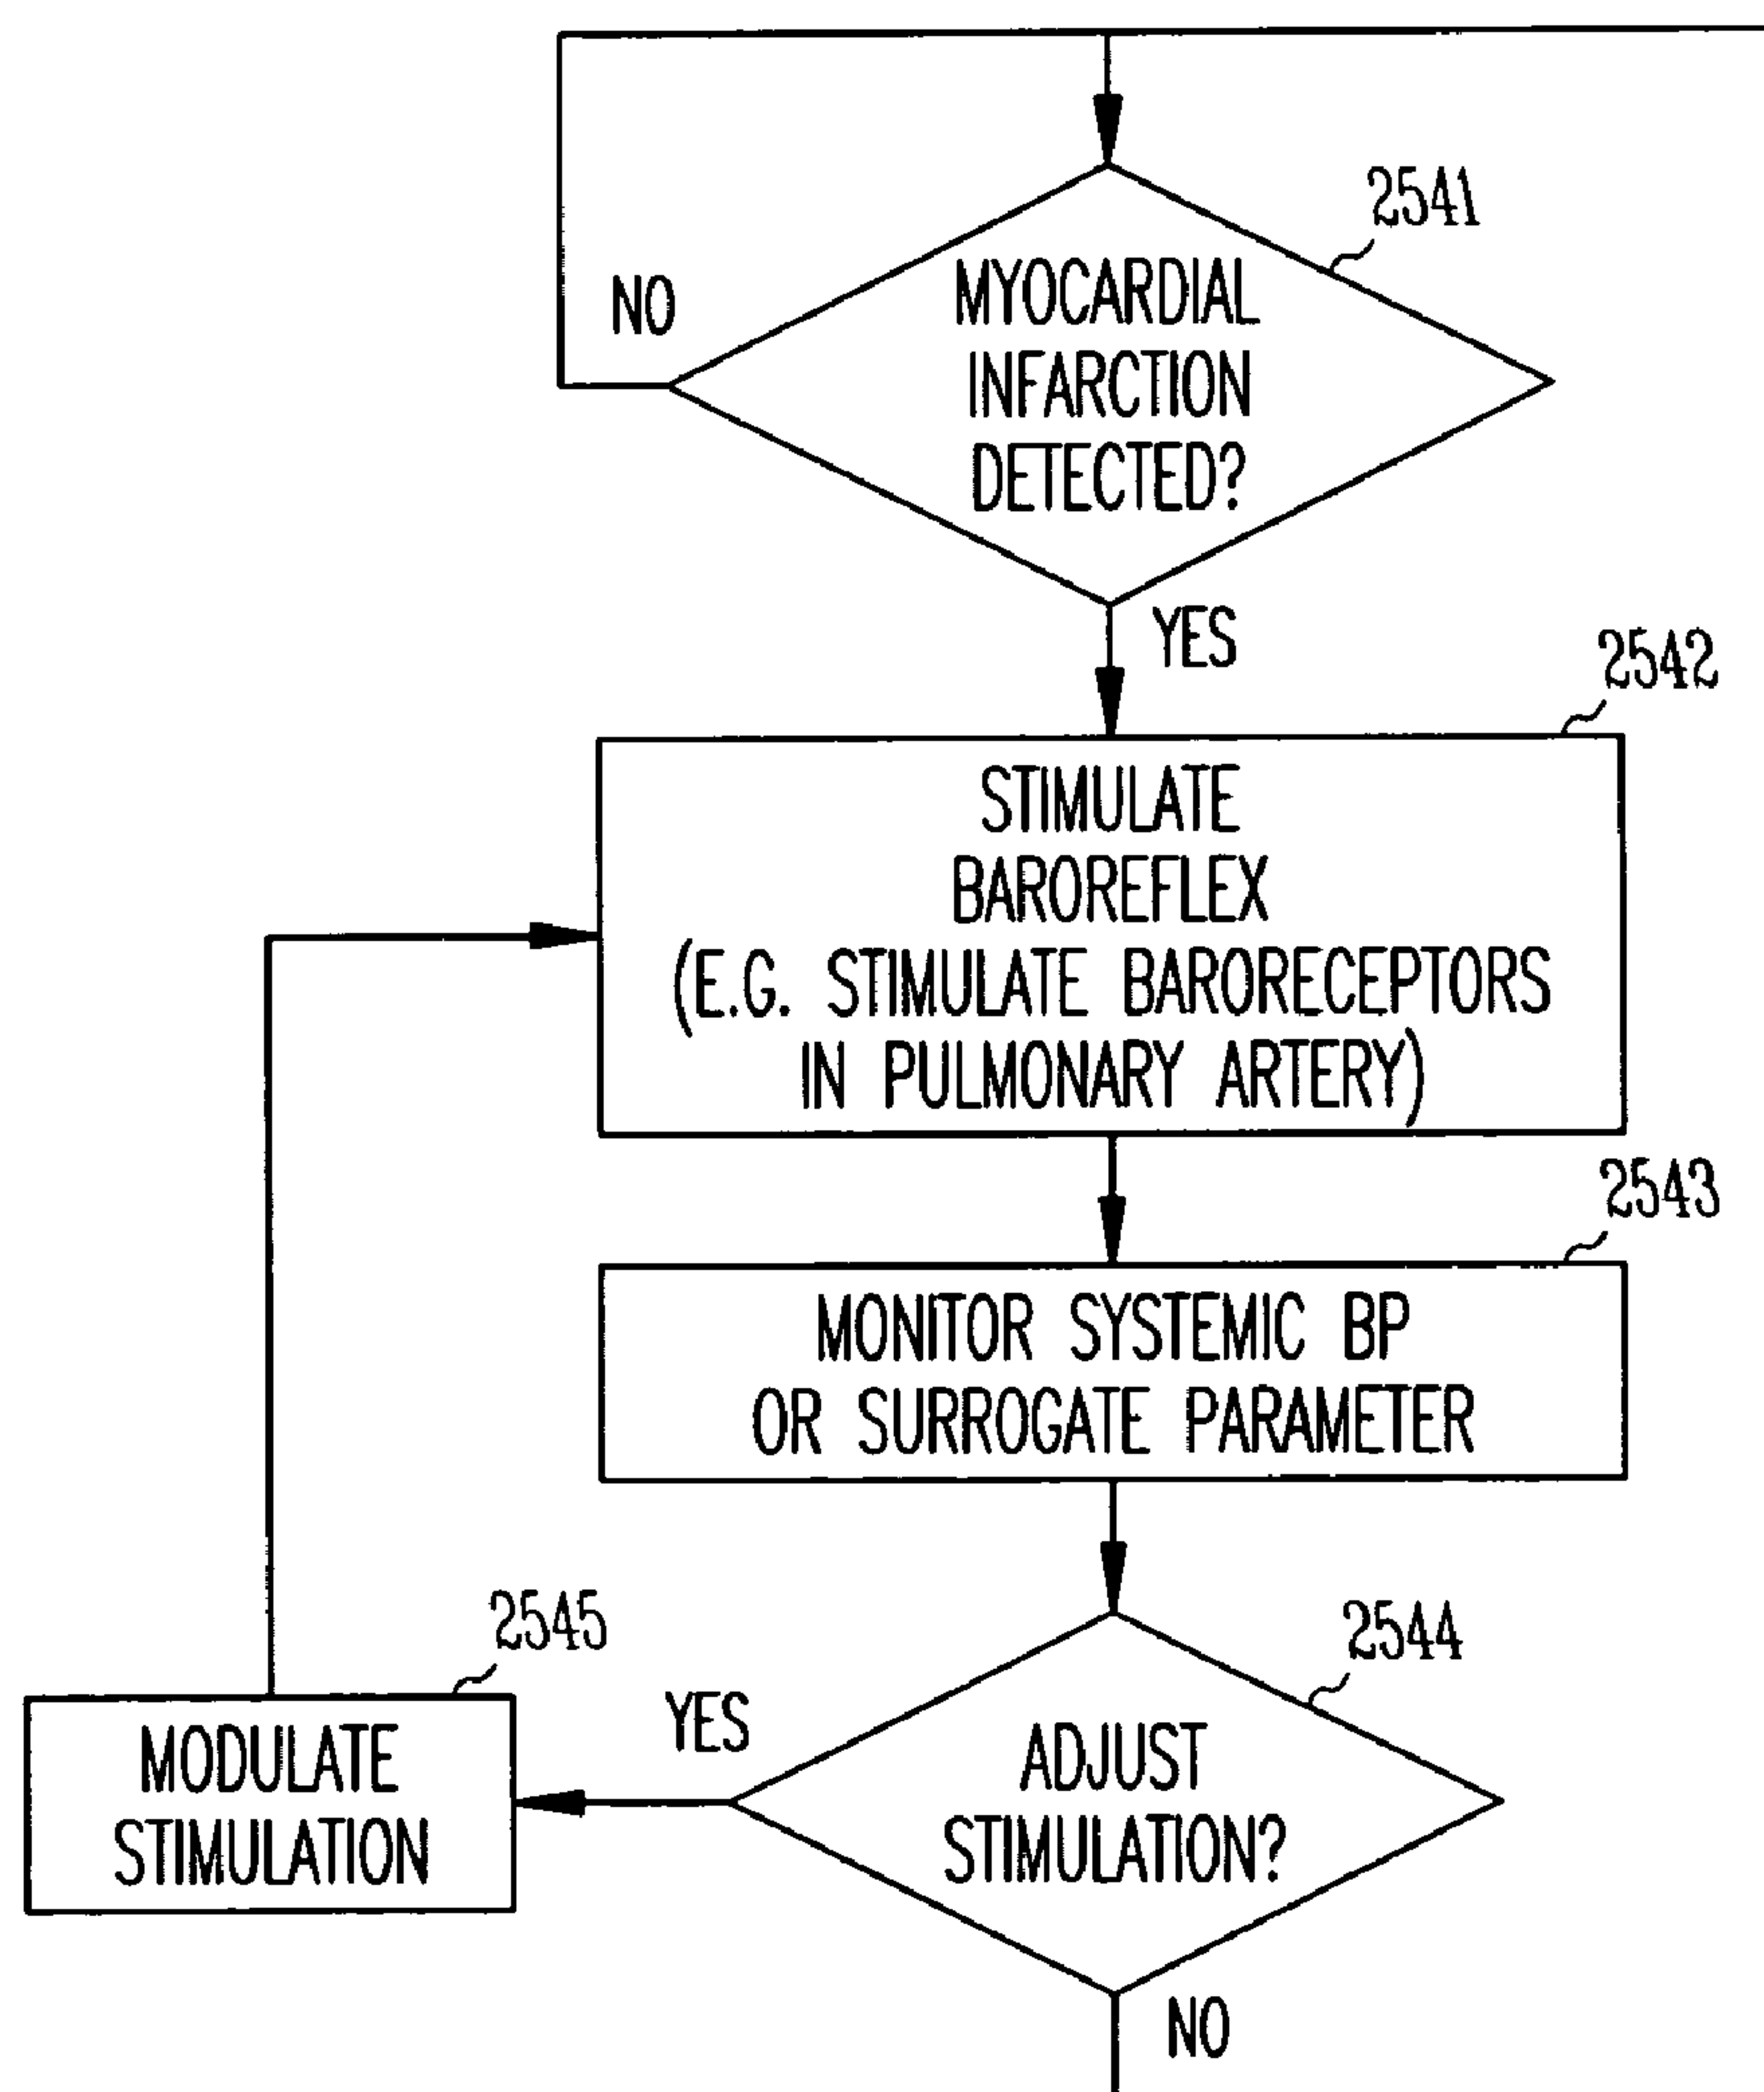 2541
MYOCARDIAL
INFARCTION
DETECTED?
NO
YES
2542
STIMULATE
BAROREFLEX
(E.G. STIMULATE BARORECEPTORS
IN PULMONARY ARTERY)
2543
MONITOR SYSTEMIC BP
OR SURROGATE PARAMETER
2544
ADJUST
STIMULATION?
YES
2545
MODULATE
STIMULATION
NO